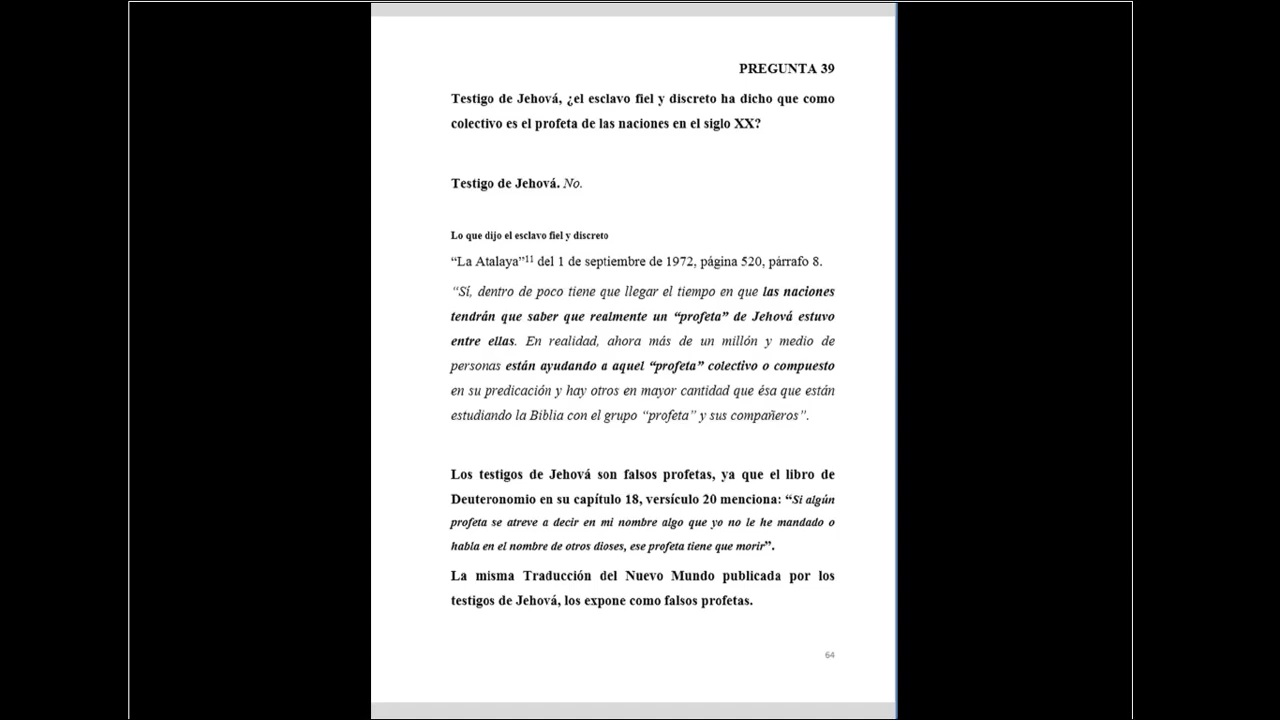 PREGUNTA 39
Testigo de Jehová, ¿el esclavo fiel y discreto ha dicho que como
colectivo es el profeta de las naciones en el siglo XX?
Testigo de Jehová. No.
Lo que dijo el esclavo fiel y discreto
“La Atalaya”11 del 1 de septiembre de 1972, página 520, párrafo 8.
“Sí, dentro de poco tiene que llegar el tiempo en que las naciones
tendrán que saber que realmente un “profeta” de Jehová estuvo
entre ellas. En realidad, ahora más de un millón y medio de
personas están ayudando a aquel “profeta” colectivo o compuesto
en su predicación y hay otros en mayor cantidad que ésa que están
estudiando la Biblia con el grupo “profeta” y sus compañeros”.
Los testigos de Jehová son falsos profetas, ya que el libro de
Deuteronomio en su capítulo 18, versículo 20 menciona: “Si algún
profeta se atreve a decir en mi nombre algo que yo no le he mandado o
habla en el nombre de otros dioses, ese profeta tiene que morir”.
La misma Traducción del Nuevo Mundo publicada por los
testigos de Jehová, los expone como falsos profetas.
64